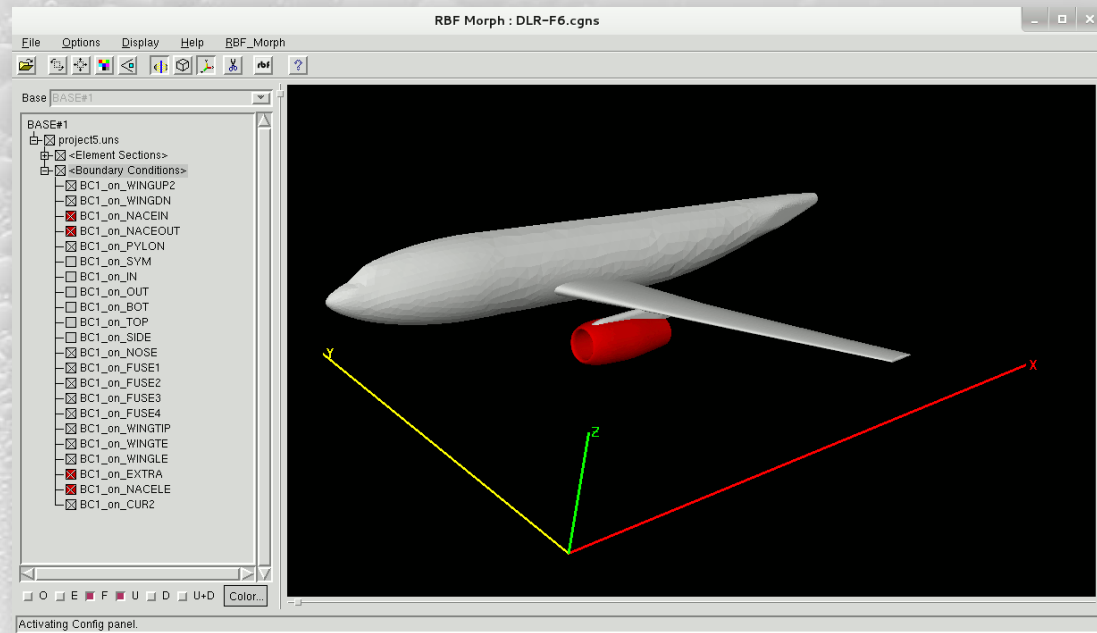 RBF Morph : DLR-F6.cgns
File Options Display Help RBF_Morph
rbf ?
Base BASE#1
BASE#1
project5.uns
<Element Sections>
<Boundary Conditions>
BC1_on_WINGUP2
BC1_on_WINGDN
BC1_on_NACEIN
BC1_on_NACEOUT
BC1_on_PYLON
BC1_on_SYM
BC1_on_IN
BC1_on_OUT
BC1_on_BOT
BC1_on_TOP
BC1_on_SIDE
BC1_on_NOSE
BC1_on_FUSE1
BC1_on_FUSE2
BC1_on_FUSE3
BC1_on_FUSE4
BC1_on_WINGTIP
BC1_on_WINGTE
BC1_on_WINGLE
BC1_on_EXTRA
BC1_on_NACELE
BC1_on_CUR2
Y
X
Z
O E F U D U+D Color...
Activating Config panel.